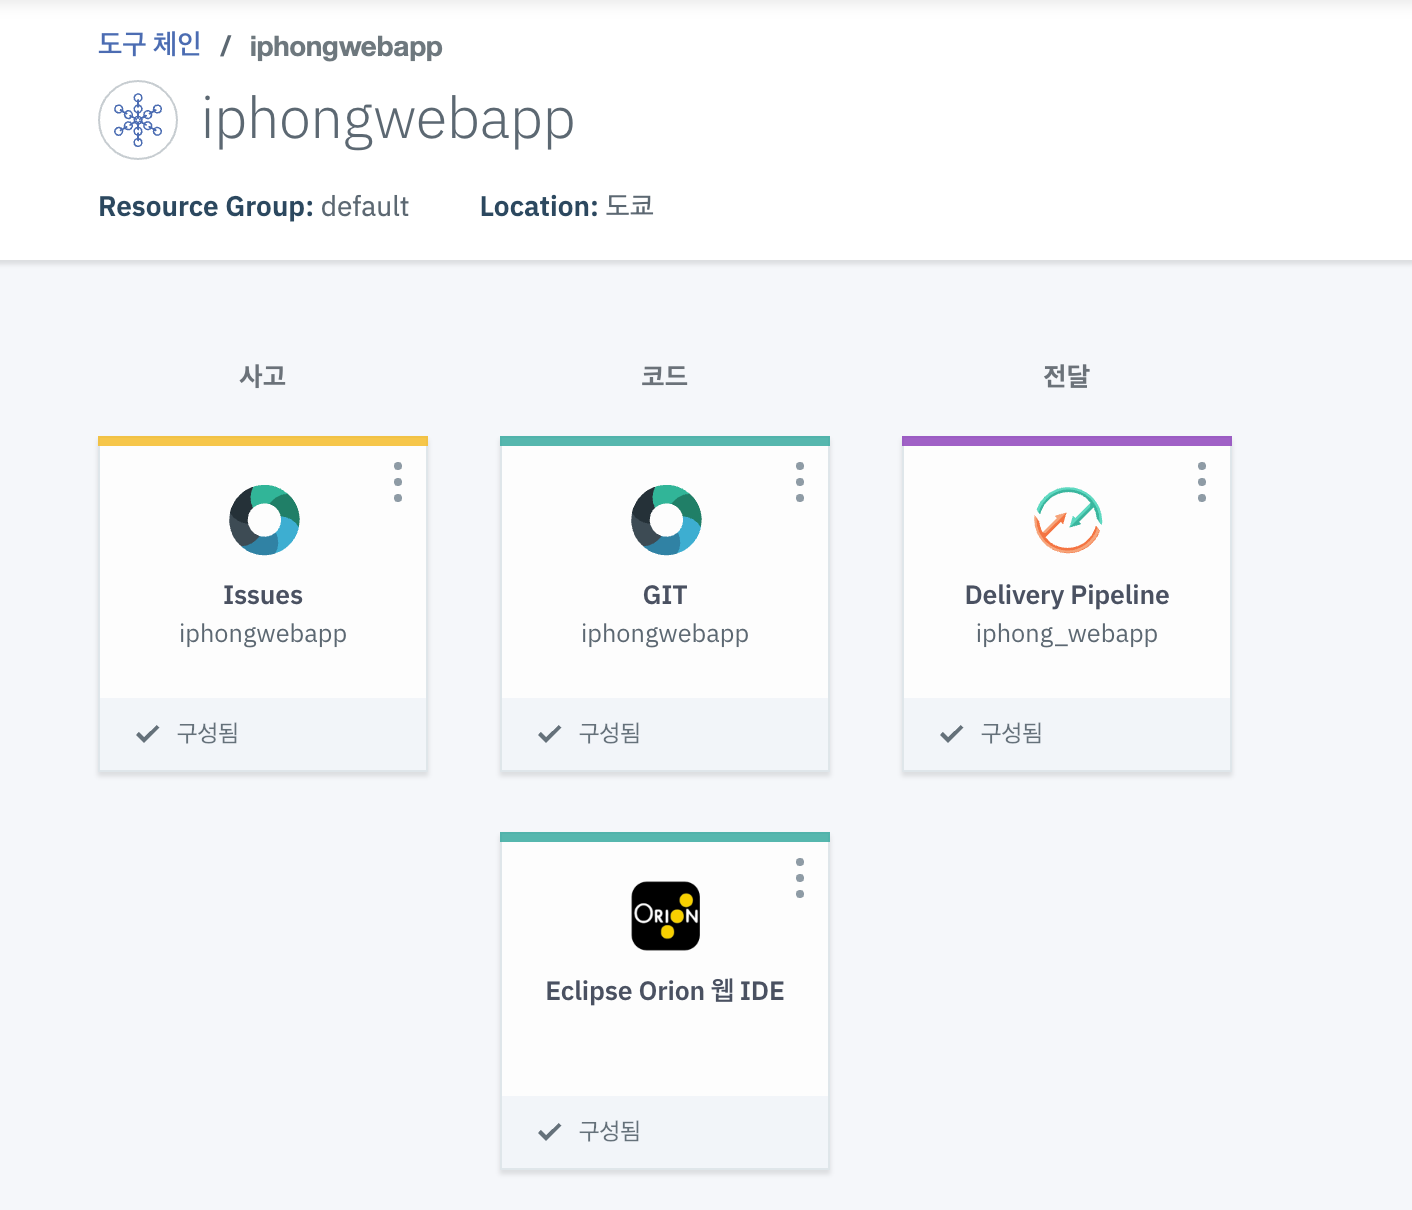 도구 체인 / iphongwebapp
iphongwebapp
Resource Group: default Location: 도쿄
사고
코드
전달
Issues
iphongwebapp
구성됨
GIT
iphongwebapp
구성됨
Delivery Pipeline
iphong_webapp
구성됨
ORION
Eclipse Orion 웹 IDE
구성됨